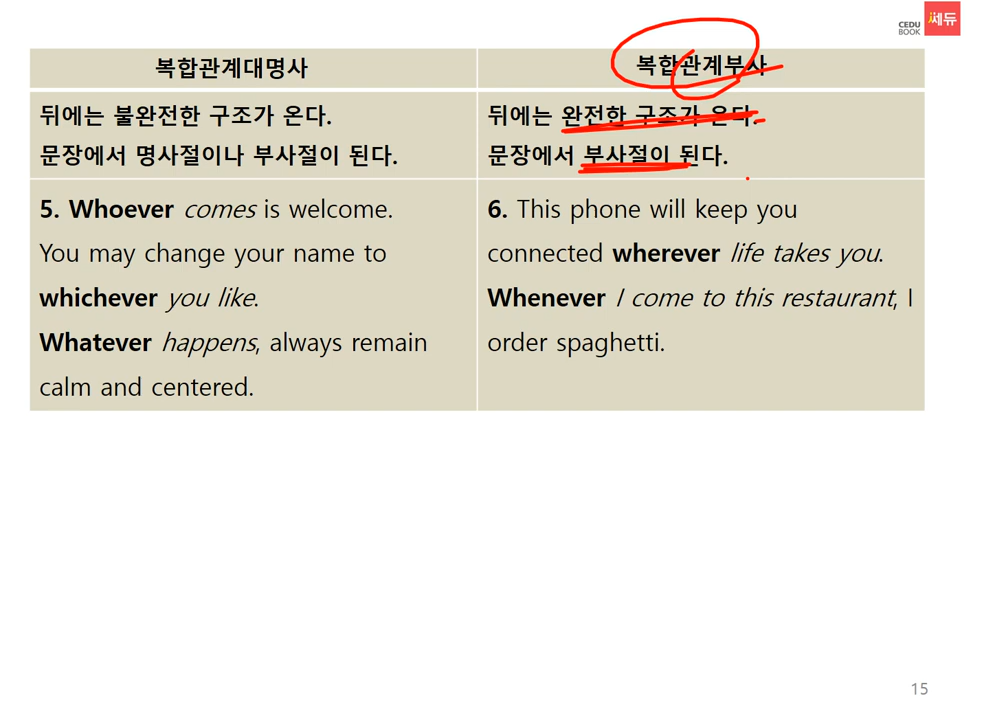 CEDU
BOOK
쎄듀
복합관계대명사
복합관계부사
뒤에는 불완전한 구조가 온다.
문장에서 명사절이나 부사절이 된다.
뒤에는 완전한 구조가 온다.
문장에서 부사절이 된다.
5. Whoever comes is welcome.
You may change your name to
whichever you like.
Whatever happens, always remain
calm and centered.
6. This phone will keep you
connected wherever life takes you.
Whenever I come to this restaurant, I
order spaghetti.
15